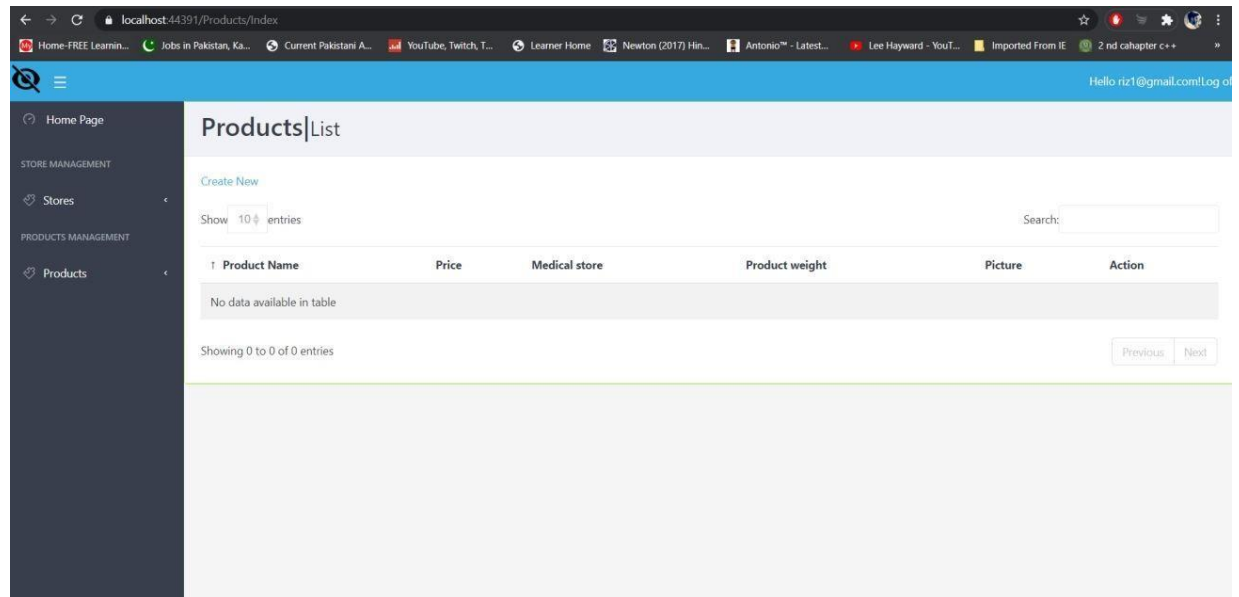 localhost:44391/Products/Index
Home-FREE Learnin... Jobs in Pakistan, Ka... Current Pakistani A... YouTube, Twitch, T... Learner Home Newton (2017) Hin... Antonio™ - Latest... Lee Hayward - YouT... Imported From IE 2 nd cahapter c++ »
Hello riz1@gmail.com!Log of
Home Page
STORE MANAGEMENT
Stores
PRODUCTS MANAGEMENT
Products
Products|List
Create New
Show 10 entries
Search:
Product Name Price Medical store Product weight Picture Action
No data available in table
Showing 0 to 0 of 0 entries
Previous Next